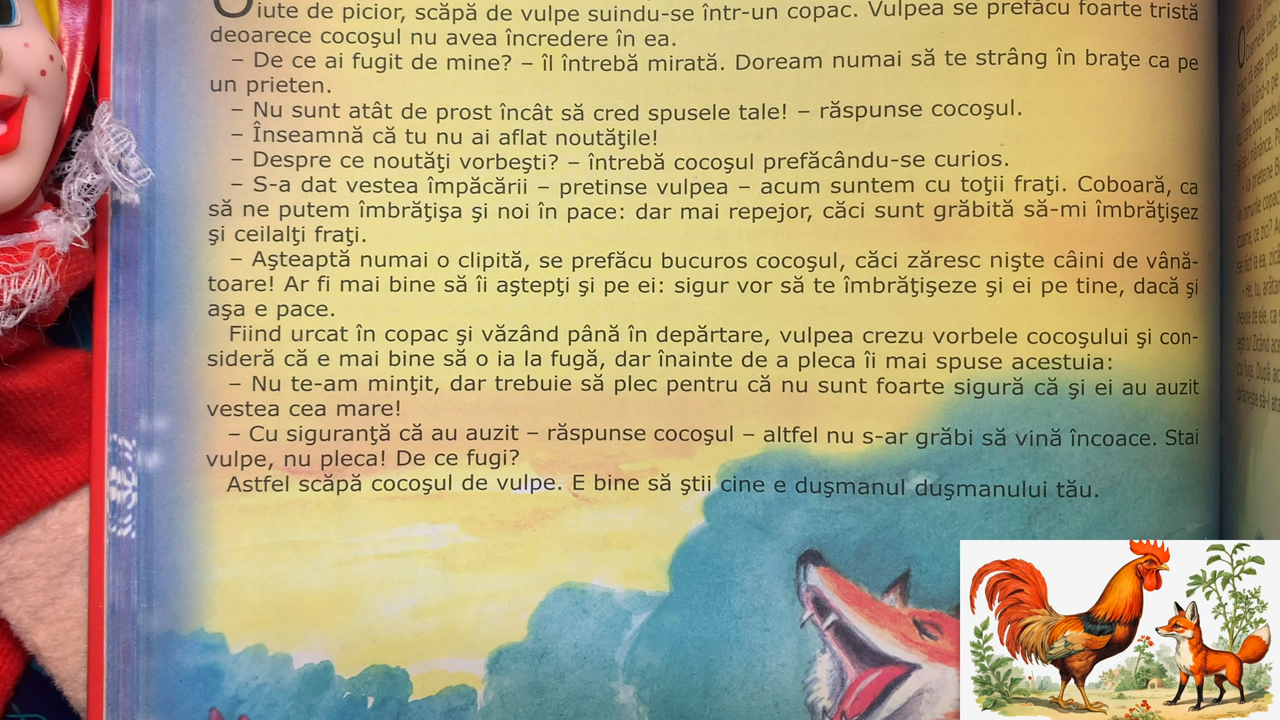 iute de picior, scăpă de vulpe suindu-se într-un copac. Vulpea se prefăcu foarte tristă
deoarece cocoşul nu avea încredere în ea.
– De ce ai fugit de mine? – îl întrebă mirată. Doream numai să te strâng în braţe ca pe
un prieten.
– Nu sunt atât de prost încât să cred spusele tale! – răspunse cocoşul.
– Înseamnă că tu nu ai aflat noutăţile!
– Despre ce noutăţi vorbeşti? – întrebă cocoşul prefăcându-se curios.
– S-a dat vestea împăcării – pretinse vulpea – acum suntem cu toţii fraţi. Coboară, ca
să ne putem îmbrăţişa şi noi în pace: dar mai repejor, căci sunt grăbită să-mi îmbrăţişez
şi ceilalţi fraţi.
– Aşteaptă numai o clipită, se prefăcu bucuros cocoşul, căci zăresc nişte câini de vână-
toare! Ar fi mai bine să îi aştepţi şi pe ei: sigur vor să te îmbrăţişeze şi ei pe tine, dacă şi
aşa e pace.
Fiind urcat în copac şi văzând până în depărtare, vulpea crezu vorbele cocoşului şi con-
sideră că e mai bine să o ia la fugă, dar înainte de a pleca îi mai spuse acestuia:
– Nu te-am minţit, dar trebuie să plec pentru că nu sunt foarte sigură că şi ei au auzit
vestea cea mare!
– Cu siguranţă că au auzit – răspunse cocoşul – altfel nu s-ar grăbi să vină încoace. Stai
vulpe, nu pleca! De ce fugi?
Astfel scăpă cocoşul de vulpe. E bine să ştii cine e duşmanul duşmanului tău.